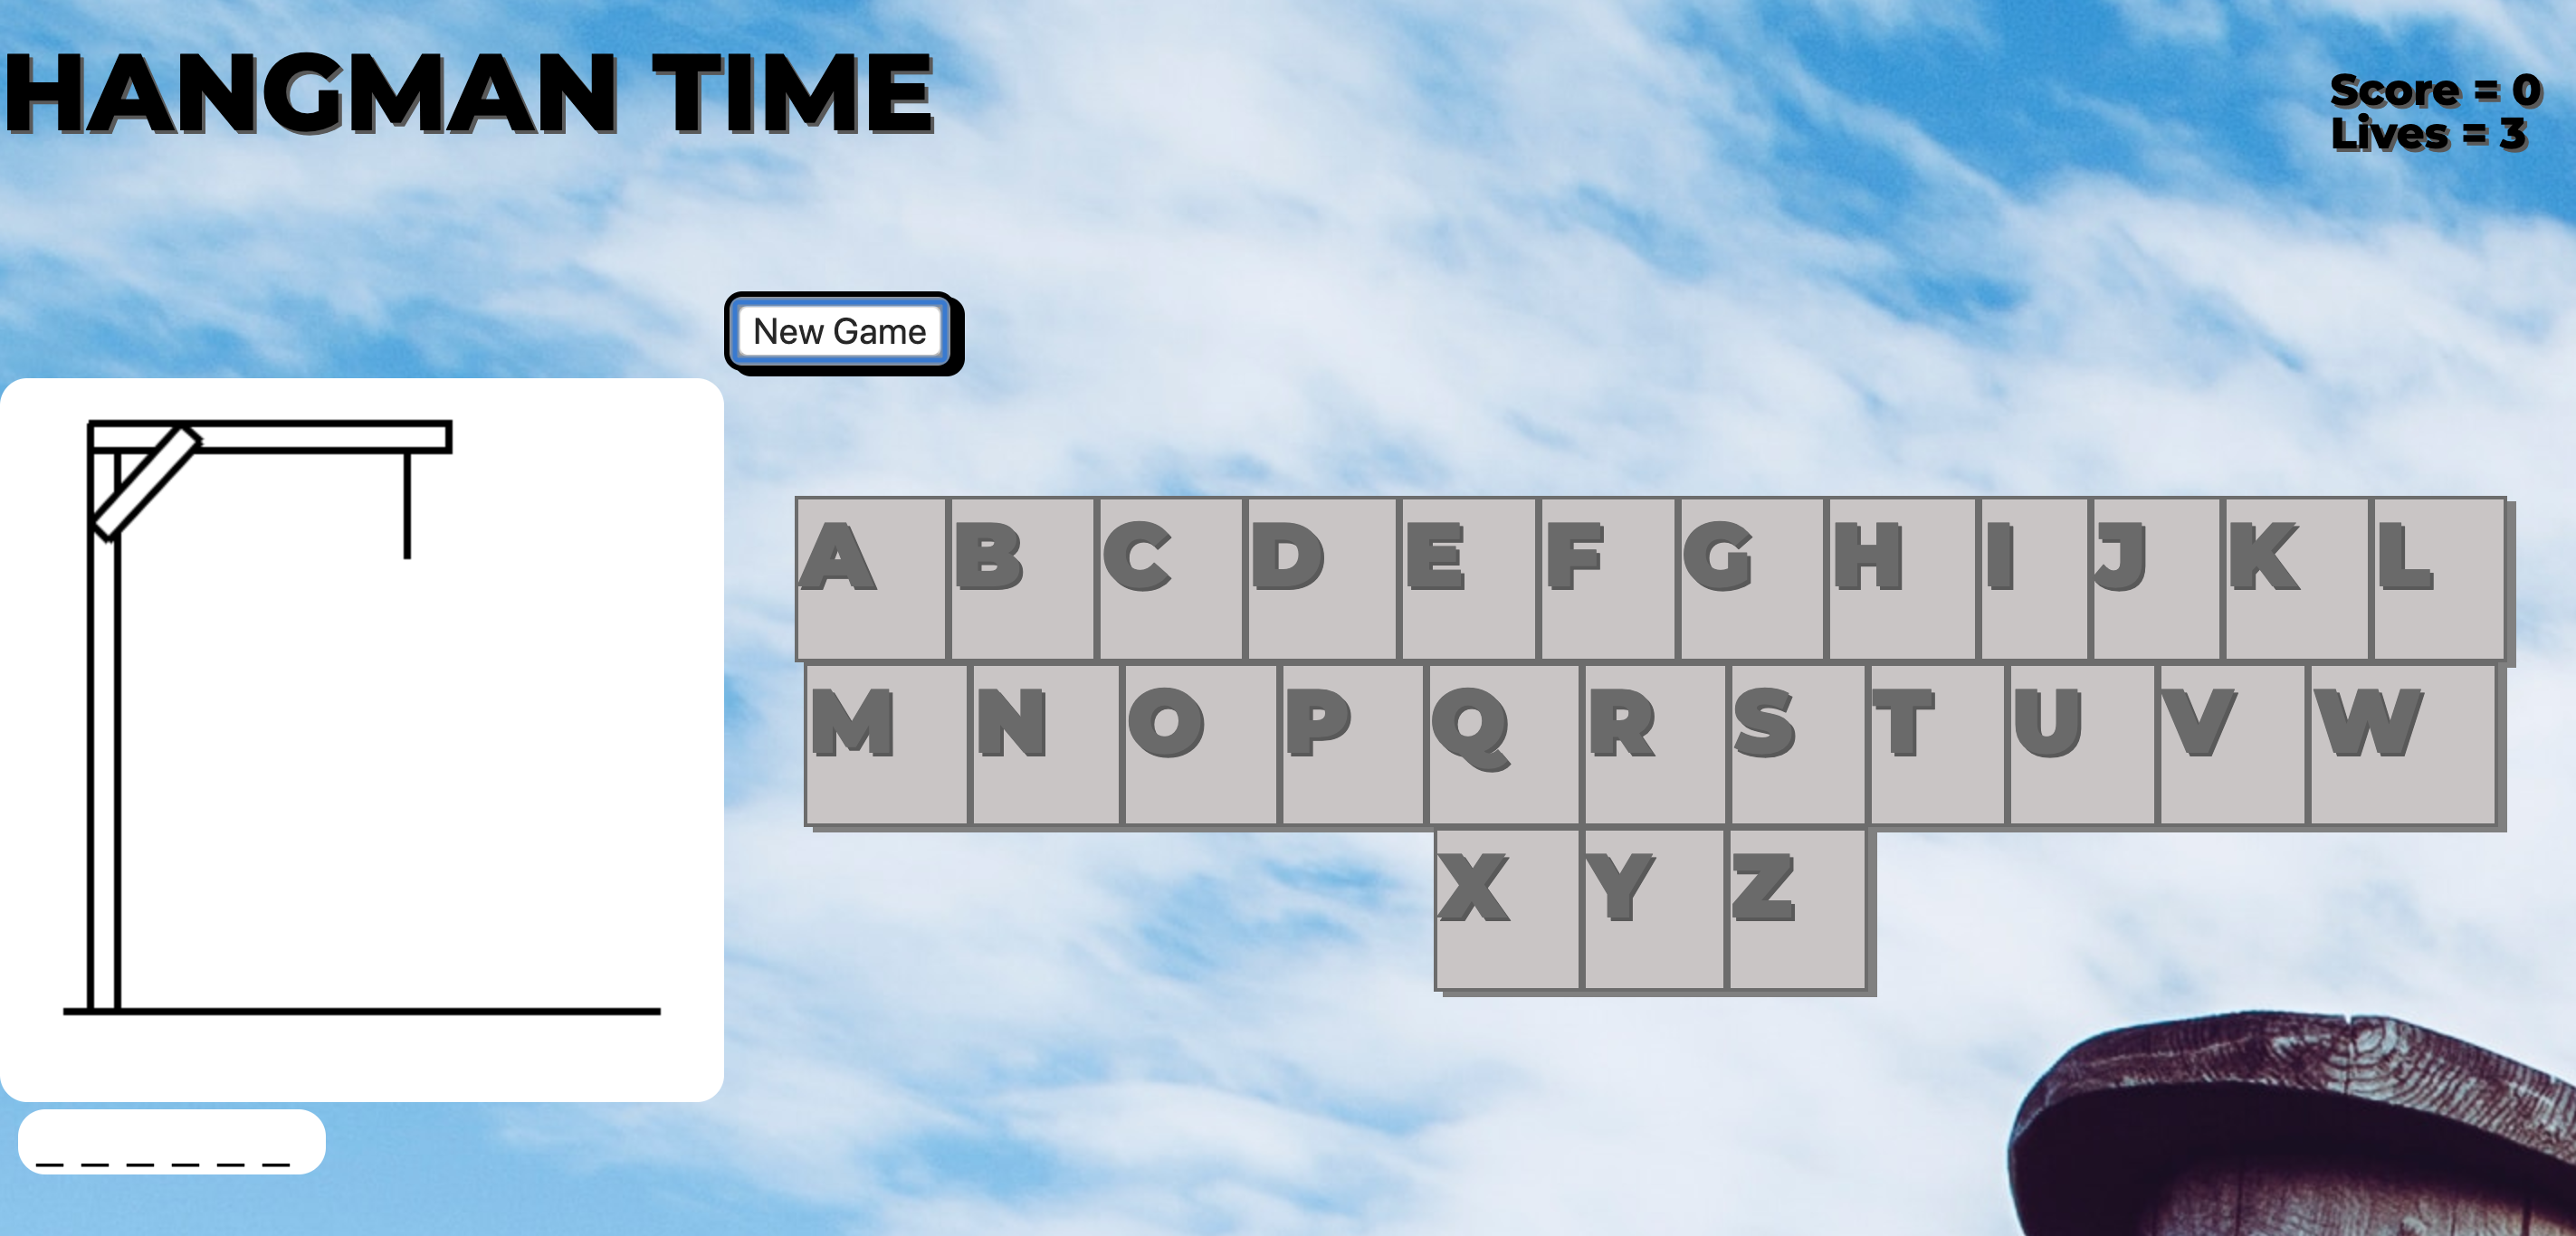 HANGMAN TIME
Score = 0
Lives = 3
New Game
A B C D E F G H I J K L
M N O P Q R S T U V W
X Y Z
_ _ _ _ _ _